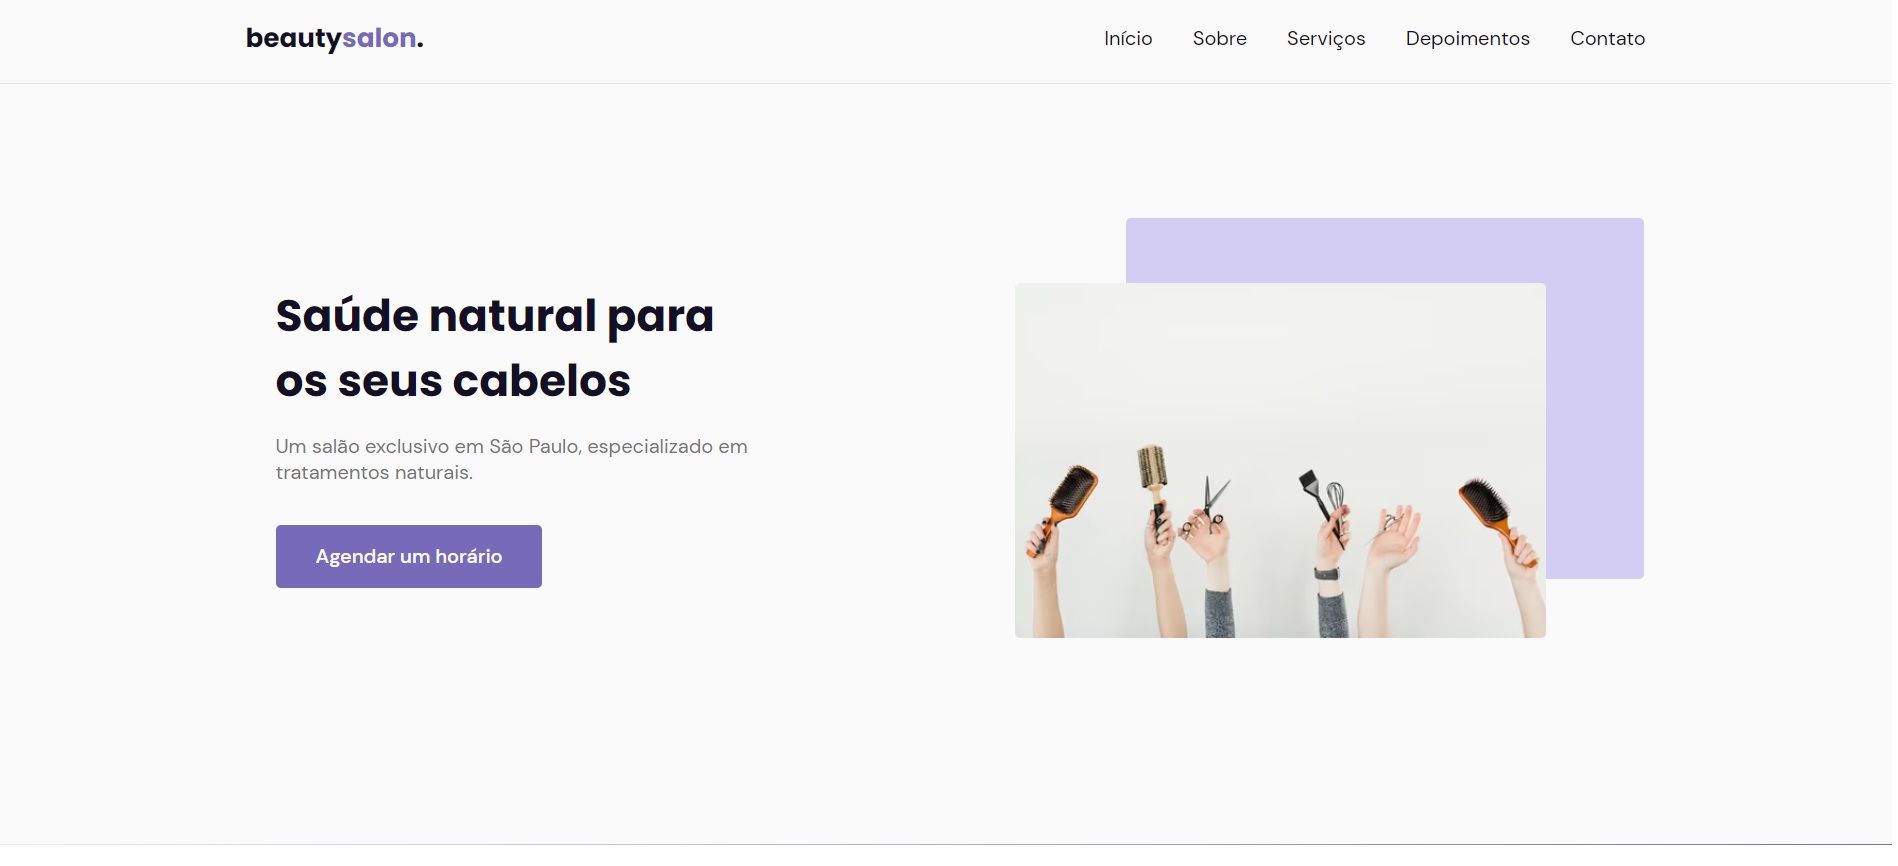 beautysalon.
Início Sobre Serviços Depoimentos Contato
Saúde natural para
os seus cabelos
Um salão exclusivo em São Paulo, especializado em
tratamentos naturais.
Agendar um horário